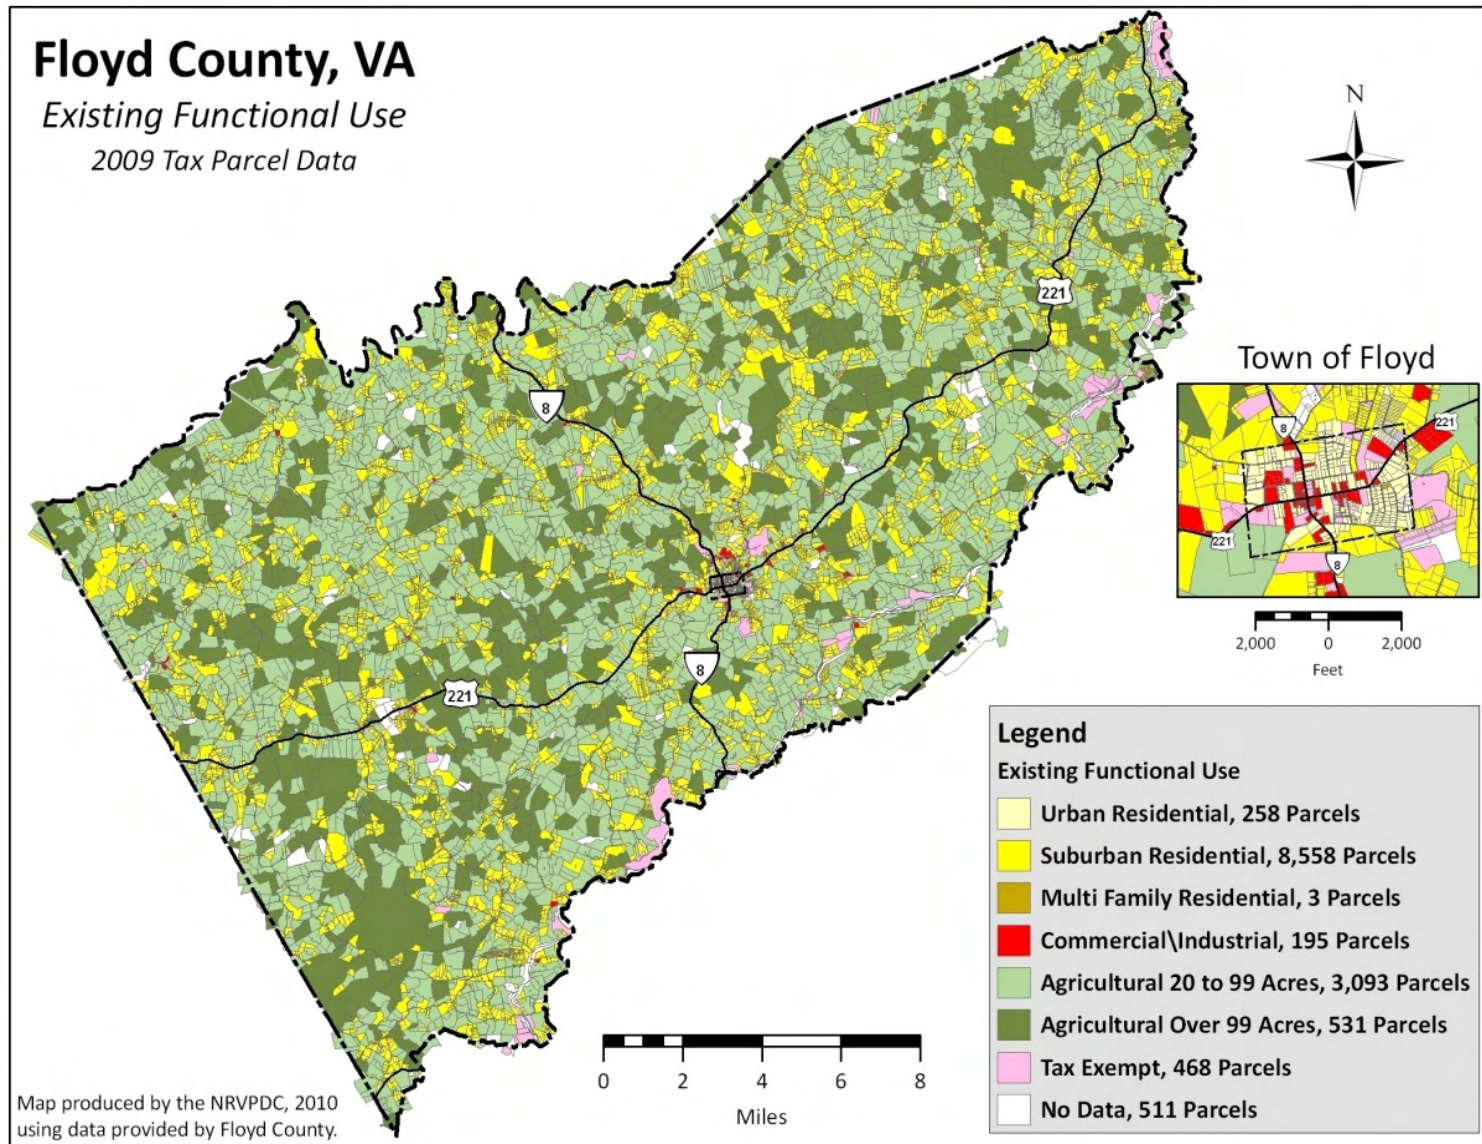 Floyd County, VA
Existing Functional Use
2009 Tax Parcel Data
N
221
8
8
221
Town of Floyd
8
221
221
8
2,000 0 2,000
Feet
Legend
Existing Functional Use
Urban Residential, 258 Parcels
Suburban Residential, 8,558 Parcels
Multi Family Residential, 3 Parcels
Commercial\Industrial, 195 Parcels
Agricultural 20 to 99 Acres, 3,093 Parcels
Agricultural Over 99 Acres, 531 Parcels
Tax Exempt, 468 Parcels
No Data, 511 Parcels
0 2 4 6 8
Miles
Map produced by the NRVPDC, 2010
using data provided by Floyd County.